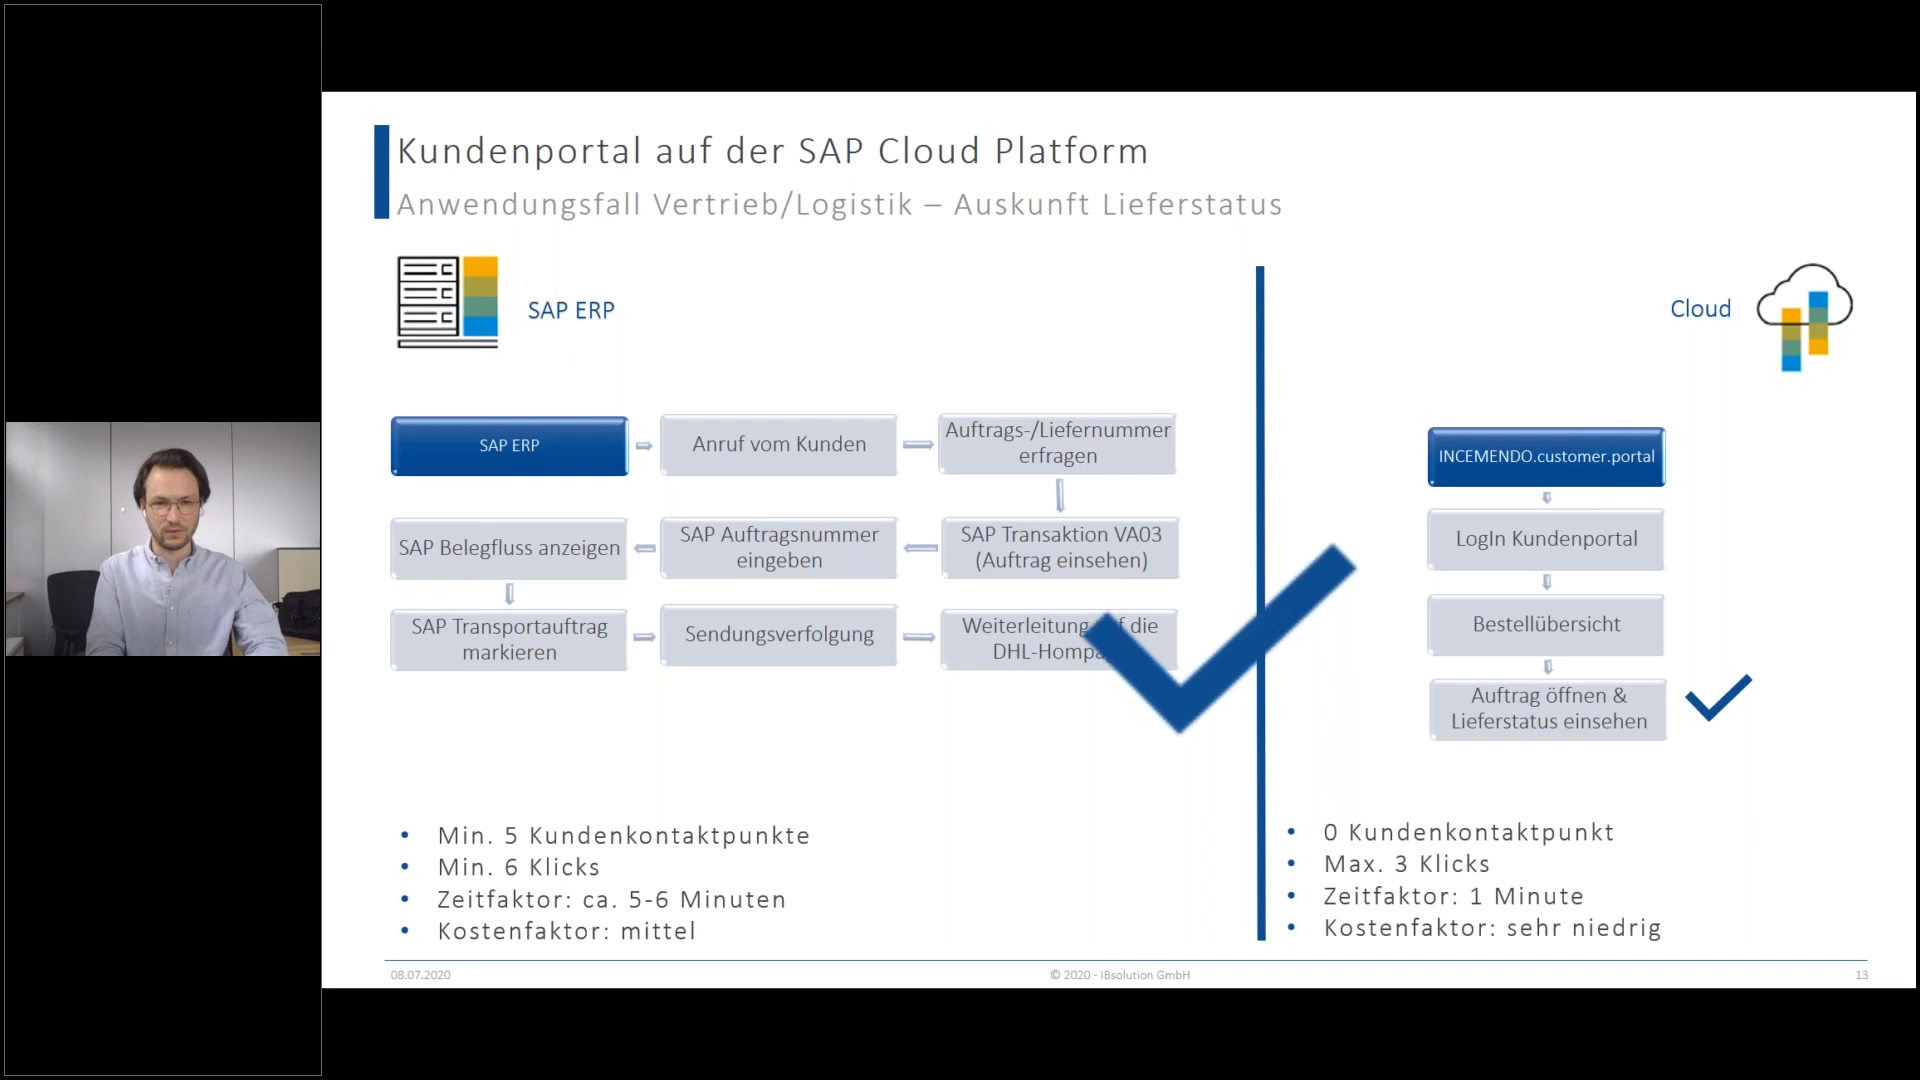 Kundenportal auf der SAP Cloud Platform
Anwendungsfall Vertrieb/Logistik – Auskunft Lieferstatus
SAP ERP
Cloud
SAP ERP
Anruf vom Kunden
Auftrags-/Liefernummer
erfragen
SAP Transaktion VA03
(Auftrag einsehen)
SAP Auftragsnummer
eingeben
SAP Belegfluss anzeigen
SAP Transportauftrag
markieren
Sendungsverfolgung
Weiterleitung die
INCEMENDO.customer.portal
LogIn Kundenportal
Bestellübersicht
Auftrag öffnen &
Lieferstatus einsehen
• Min. 5 Kundenkontaktpunkte
• Min. 6 Klicks
• Zeitfaktor: ca. 5-6 Minuten
• Kostenfaktor: mittel
• 0 Kundenkontaktpunkt
• Max. 3 Klicks
• Zeitfaktor: 1 Minute
• Kostenfaktor: sehr niedrig
08.07.2020
© 2020 - IBsolution GmbH
13